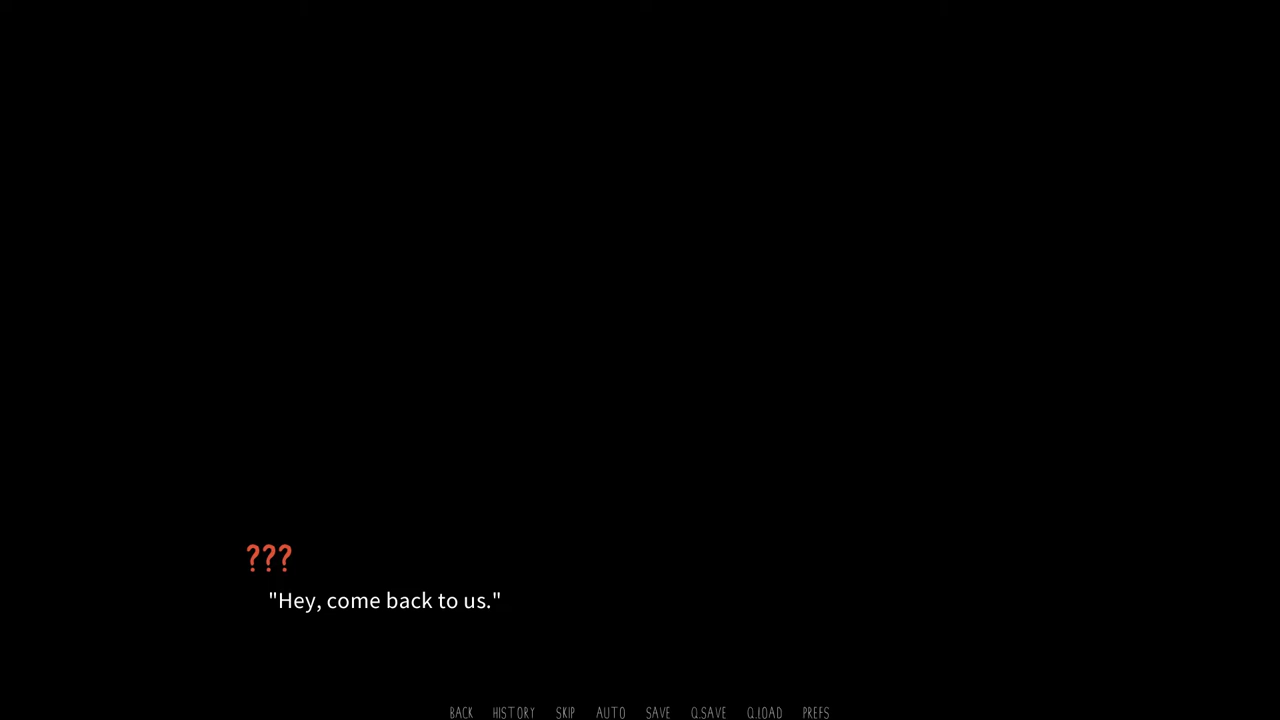 ???
"Hey, come back to us."
BACK HISTORY SKIP AUTO SAVE Q.SAVE Q.LOAD PREFS